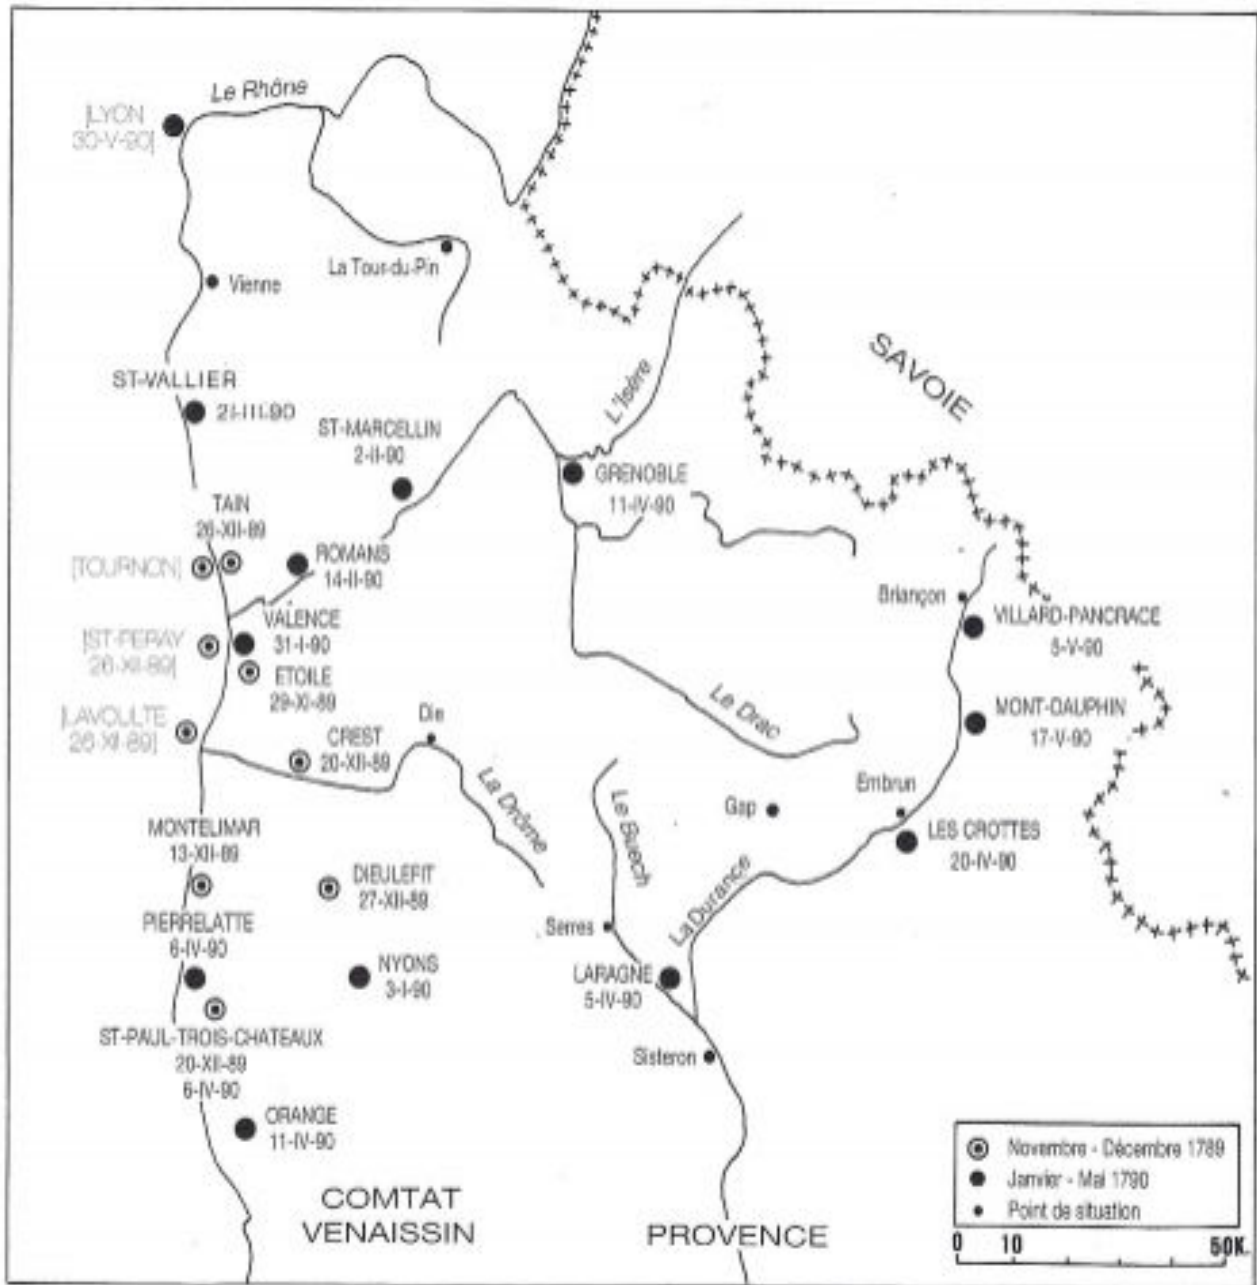 Le Rhône
[LYON
30-V-90]
La Tour-du-Pin
Vienne
SAVOIE
ST-VALLIER
21-III-90
L'Isère
ST-MARCELLIN
2-II-90
GRENOBLE
11-IV-90
TAIN
26-XII-89
[TOURNON]
ROMANS
14-II-90
Briançon
VILLARD-PANCRACE
5-V-90
VALENCE
31-I-90
[ST-PERAY
26-XII-89]
ETOILE
29-XI-89
Le Drac
MONT-DAUPHIN
17-V-90
[LAVOULTE
26-XI-89]
Die
CREST
20-XII-89
La Drôme
Le Buech
Gap
Embrun
LES CROTTES
20-IV-90
MONTELIMAR
13-XII-89
DIEULEFIT
27-XII-89
La Durance
PIERRELATTE
6-IV-90
Serres
NYONS
3-I-90
LARAGNE
5-IV-90
ST-PAUL-TROIS-CHATEAUX
20-XII-89
6-IV-90
Sisteron
ORANGE
11-IV-90
COMTAT
VENAISSIN
PROVENCE
Novembre - Décembre 1789
Janvier - Mai 1790
Point de situation
0 10 50K.